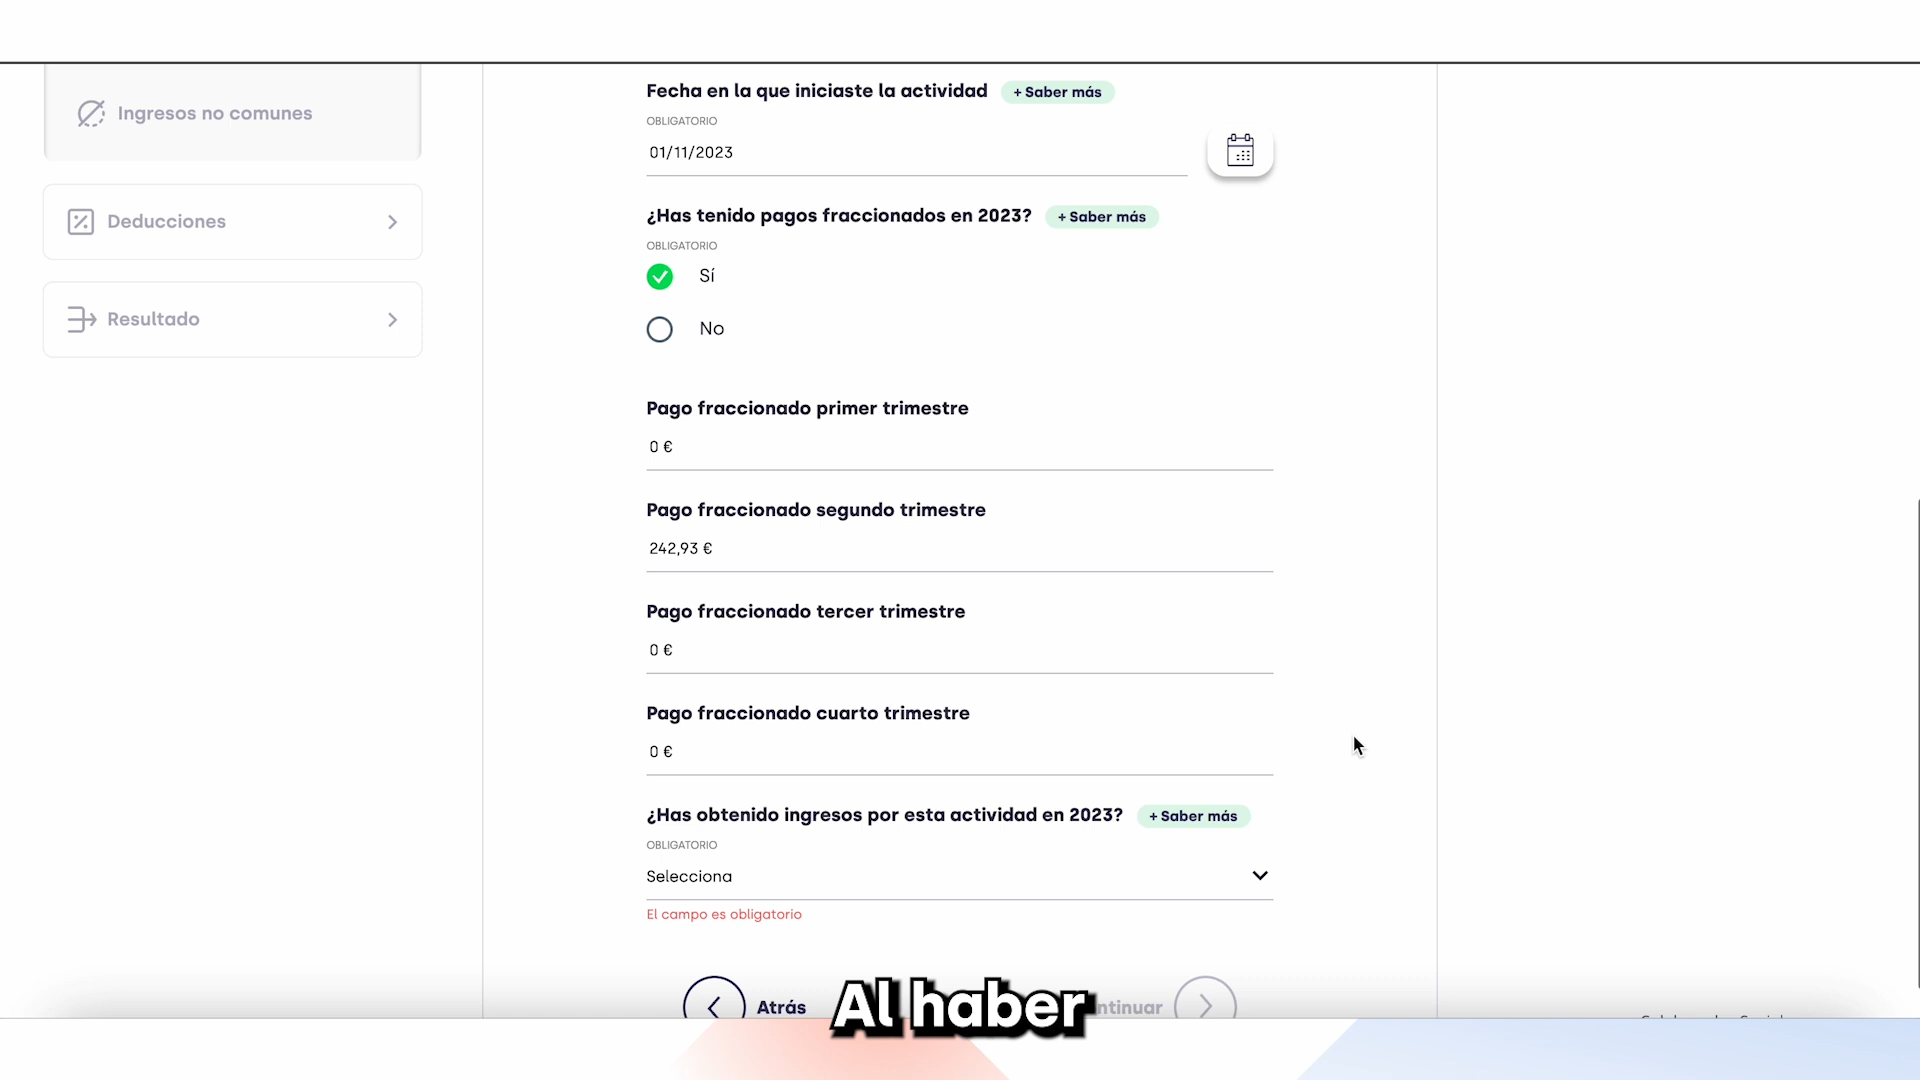 Ingresos no comunes
Deducciones
Resultado
Fecha en la que iniciaste la actividad + Saber más
OBLIGATORIO
01/11/2023
¿Has tenido pagos fraccionados en 2023? + Saber más
OBLIGATORIO
Sí
No
Pago fraccionado primer trimestre
0 €
Pago fraccionado segundo trimestre
242,93 €
Pago fraccionado tercer trimestre
0 €
Pago fraccionado cuarto trimestre
0 €
¿Has obtenido ingresos por esta actividad en 2023? + Saber más
OBLIGATORIO
Selecciona
El campo es obligatorio
Atrás
ntinuar
Al haber